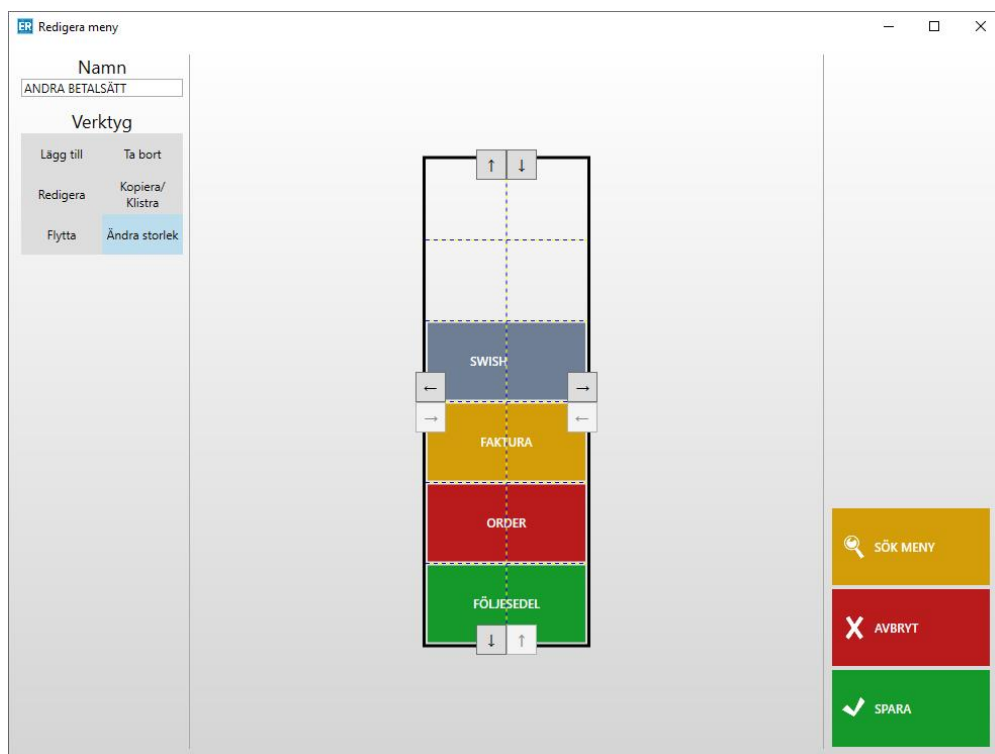 ER Redigera meny
Namn
ANDRA BETALSÄTT
Verktyg
Lägg till
Ta bort
Redigera
Kopiera/
Klistra
Flytta
Ändra storlek
↑ ↓
SWISH
← →
→ ←
FAKTURA
ORDER
FÖLJESEDEL
↓ ↑
SÖK MENY
AVBRYT
SPARA